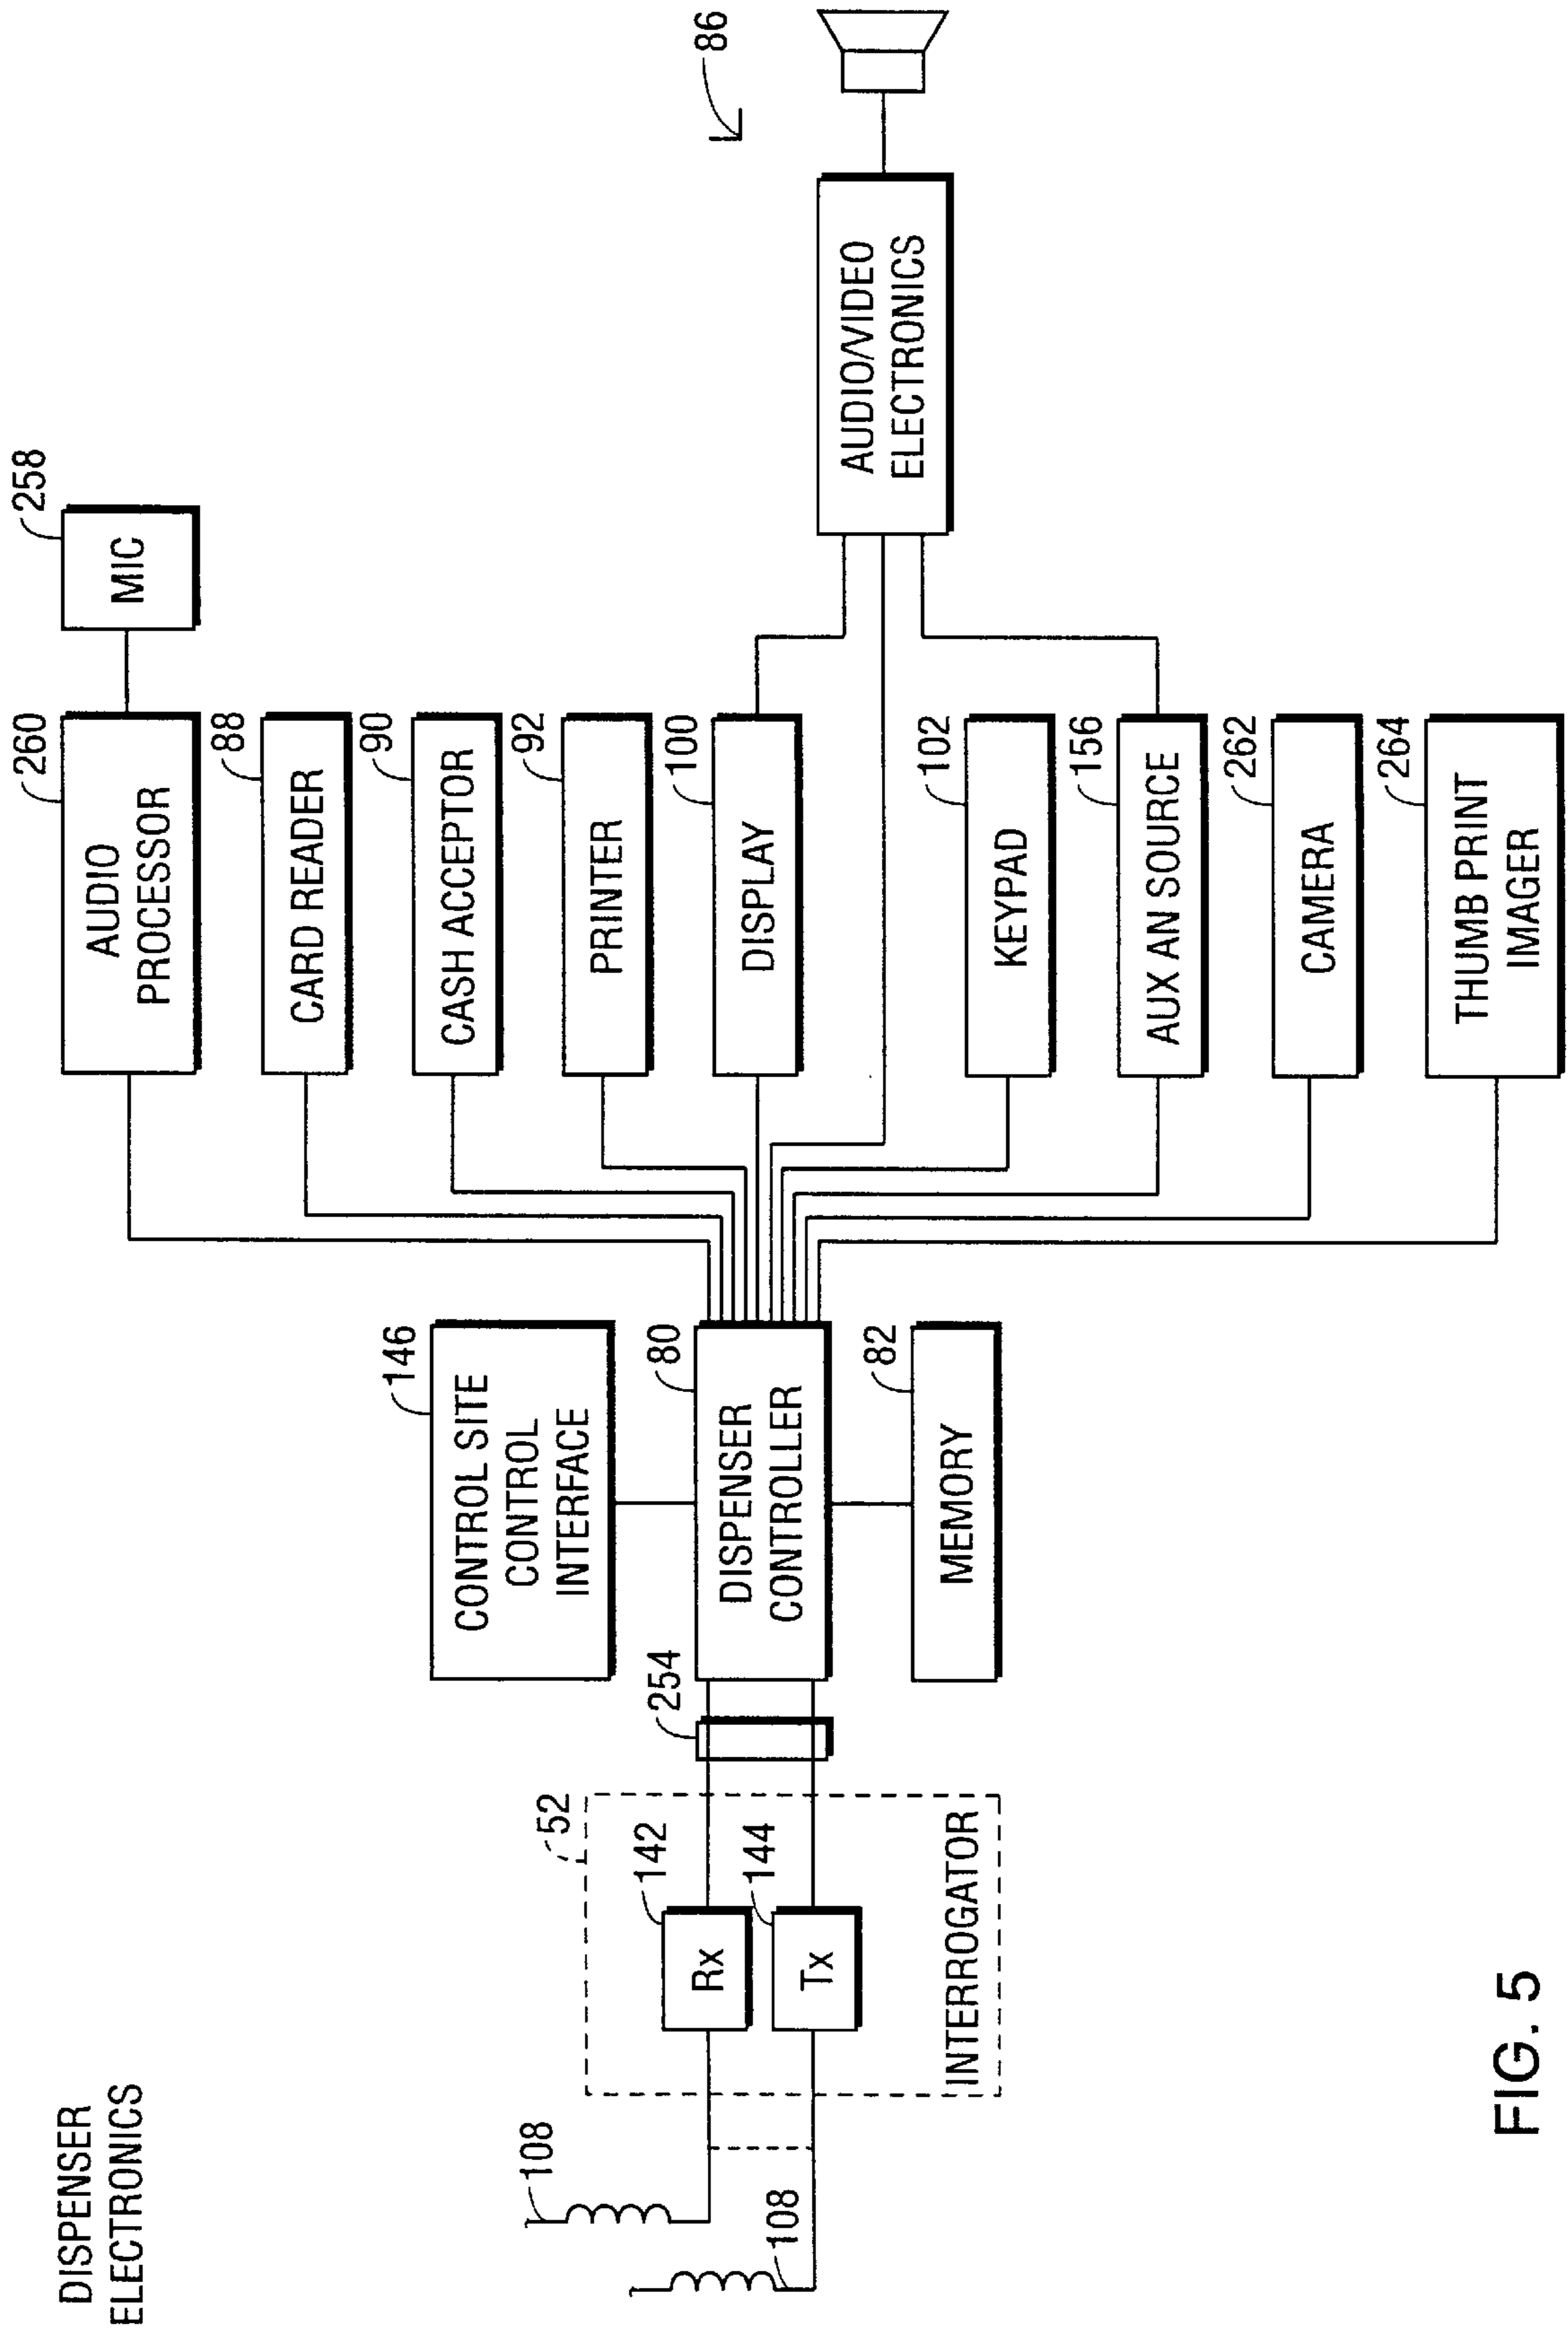 DISPENSER
ELECTRONICS
108
108
52
142
Rx
144
Tx
INTERROGATOR
254
146
CONTROL SITE
CONTROL
INTERFACE
80
DISPENSER
CONTROLLER
82
MEMORY
260
AUDIO
PROCESSOR
258
MIC
88
CARD READER
90
CASH ACCEPTOR
92
PRINTER
100
DISPLAY
102
KEYPAD
156
AUX AN SOURCE
262
CAMERA
264
THUMB PRINT
IMAGER
AUDIO/VIDEO
ELECTRONICS
86
FIG. 5